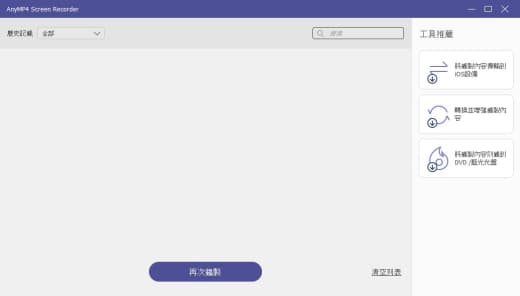 AnyMP4 Screen Recorder
歷史記錄
全部
搜索
工具推薦
將錄製內容傳輸到
iOS設備
轉換並增強錄製內
容
將錄製內容刻錄到
DVD /藍光光盤
再次錄製
清空列表